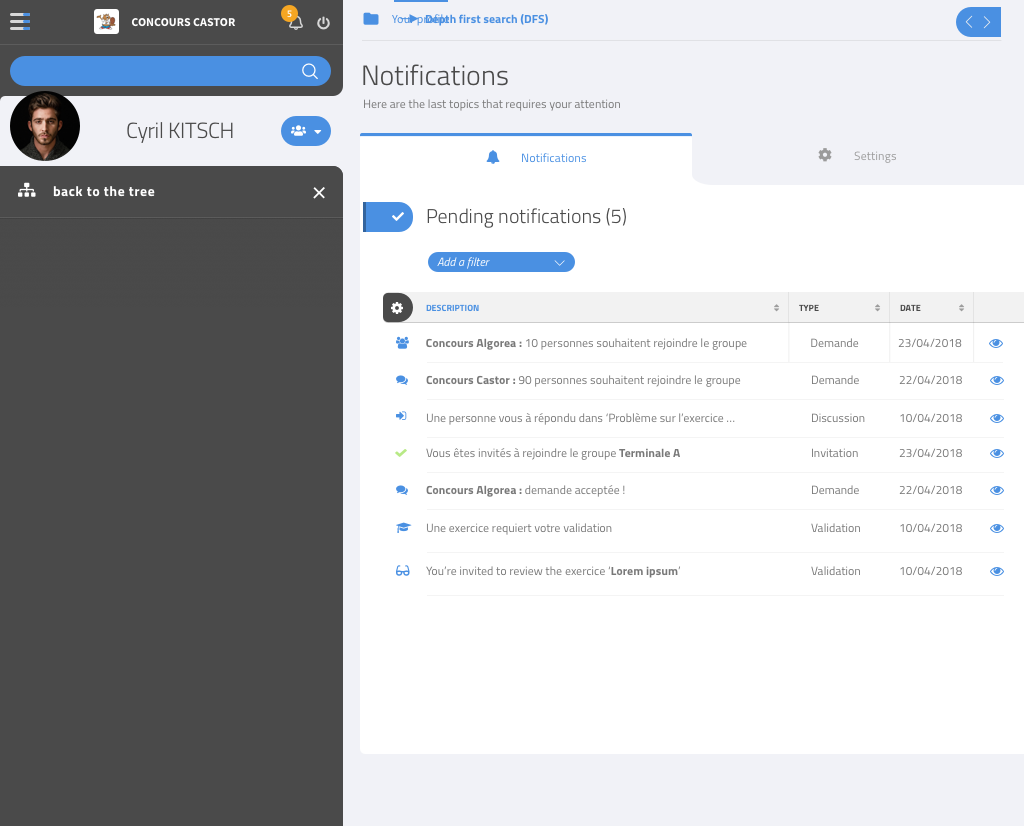 CONCOURS CASTOR
5
Cyril KITSCH
back to the tree
Your profile
Depth first search (DFS)
Notifications
Here are the last topics that requires your attention
Notifications
Settings
Pending notifications (5)
Add a filter
DESCRIPTION TYPE DATE
Concours Algorea : 10 personnes souhaitent rejoindre le groupe Demande 23/04/2018
Concours Castor : 90 personnes souhaitent rejoindre le groupe Demande 22/04/2018
Une personne vous à répondu dans ‘Problème sur l’exercice ... Discussion 10/04/2018
Vous êtes invités à rejoindre le groupe Terminale A Invitation 23/04/2018
Concours Algorea : demande acceptée ! Demande 22/04/2018
Une exercice requiert votre validation Validation 10/04/2018
You’re invited to review the exercice ‘Lorem ipsum’ Validation 10/04/2018